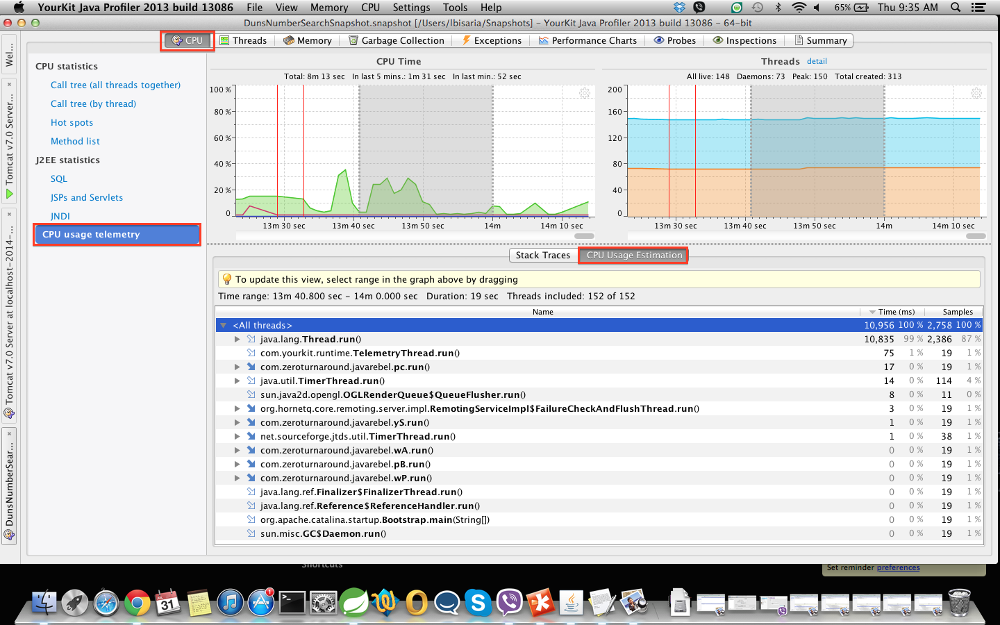 YourKit Java Profiler 2013 build 13086 File View Memory CPU Settings Tools Help 65% Thu 9:35 AM
DunsNumberSearchSnapshot.snapshot [/Users/lbisaria/Snapshots] - YourKit Java Profiler 2013 build 13086 - 64-bit
Wel...
Tomcat v7.0 Server...
Tomcat v7.0 Server at localhost-2014-...
DunsNumberSear...
CPU Threads Memory Garbage Collection Exceptions Performance Charts Probes Inspections Summary
CPU statistics
Call tree (all threads together)
Call tree (by thread)
Hot spots
Method list
J2EE statistics
SQL
JSPs and Servlets
JNDI
CPU usage telemetry
CPU Time
Total: 8m 13 sec In last 5 mins.: 1m 31 sec In last min.: 52 sec
100 %
80 %
60 %
40 %
20 %
0
13m 30 sec 13m 40 sec 13m 50 sec 14m 14m 10 sec
Threads detail
All live: 148 Daemons: 73 Peak: 150 Total created: 313
200
160
120
80
40
0
13m 30 sec 13m 40 sec 13m 50 sec 14m 14m 10 sec
Stack Traces CPU Usage Estimation
To update this view, select range in the graph above by dragging
Time range: 13m 40.800 sec - 14m 0.000 sec Duration: 19 sec Threads included: 152 of 152
Name Time (ms) Samples
<All threads> 10,956 100 % 2,758 100 %
java.lang.Thread.run() 10,835 99 % 2,386 87 %
com.yourkit.runtime.TelemetryThread.run() 75 1 % 19 1 %
com.zeroturnaround.javarebel.pc.run() 17 0 % 19 1 %
java.util.TimerThread.run() 14 0 % 114 4 %
sun.java2d.opengl.OGLRenderQueue$QueueFlusher.run() 8 0 % 11 0 %
org.hornetq.core.remoting.server.impl.RemotingServiceImpl$FailureCheckAndFlushThread.run() 3 0 % 19 1 %
com.zeroturnaround.javarebel.yS.run() 1 0 % 19 1 %
net.sourceforge.jtds.util.TimerThread.run() 1 0 % 38 1 %
com.zeroturnaround.javarebel.wA.run() 0 0 % 19 1 %
com.zeroturnaround.javarebel.pB.run() 0 0 % 19 1 %
com.zeroturnaround.javarebel.wP.run() 0 0 % 19 1 %
java.lang.ref.Finalizer$FinalizerThread.run() 0 0 % 19 1 %
java.lang.ref.Reference$ReferenceHandler.run() 0 0 % 19 1 %
org.apache.catalina.startup.Bootstrap.main(String[]) 0 0 % 19 1 %
sun.misc.GC$Daemon.run() 0 0 % 19 1 %
Shortcuts
Set reminder preferences
JUL
31
1